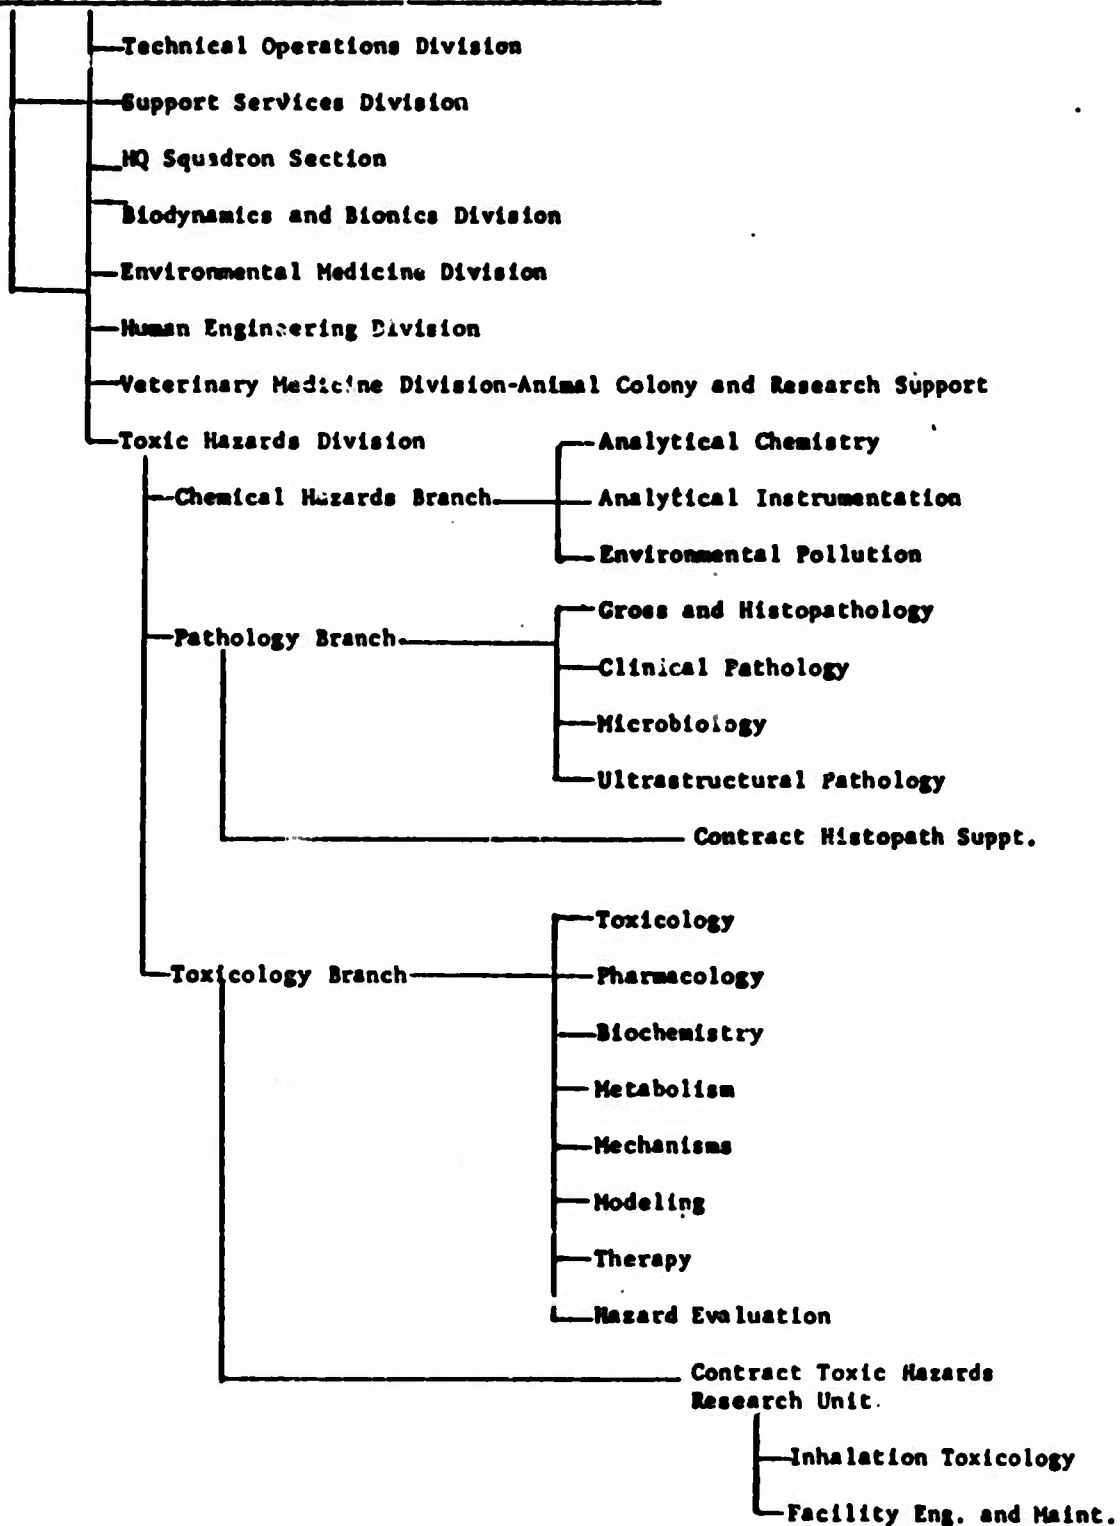 Technical Operations Division
Support Services Division
HQ Squadron Section
Biodynamics and Bionics Division
Environmental Medicine Division
Human Engineering Division
Veterinary Medicine Division-Animal Colony and Research Support
Toxic Hazards Division
Analytical Chemistry
Chemical Hazards Branch
Analytical Instrumentation
Environmental Pollution
Gross and Histopathology
Pathology Branch
Clinical Pathology
Microbiology
Ultrastructural Pathology
Contract Histopath Suppt.
Toxicology
Toxicology Branch
Pharmacology
Biochemistry
Metabolism
Mechanisms
Modeling
Therapy
Hazard Evaluation
Contract Toxic Hazards
Research Unit
Inhalation Toxicology
Facility Eng. and Maint.